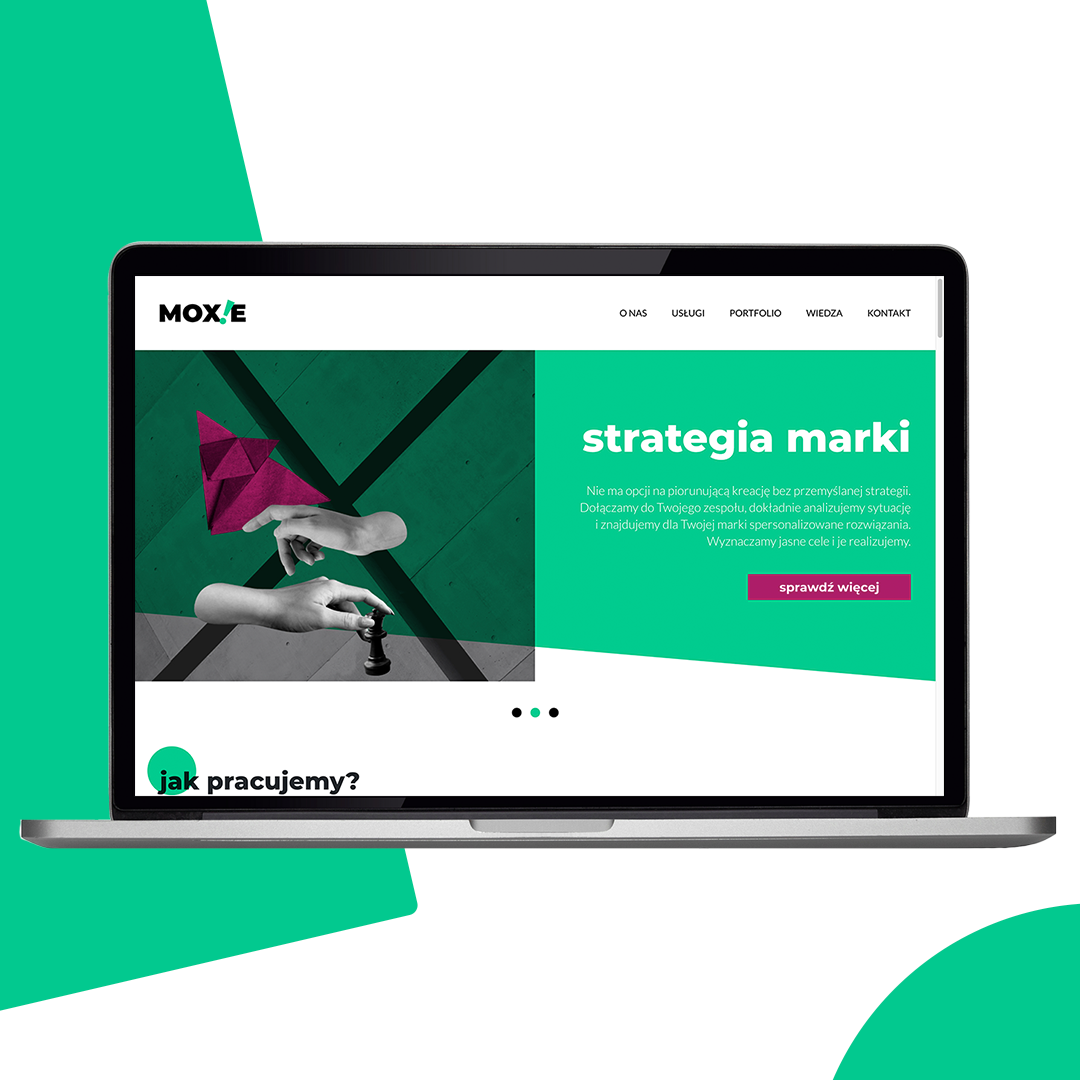 MOX!E
O NAS USŁUGI PORTFOLIO WIEDZA KONTAKT
strategia marki
Nie ma opcji na piorunującą kreację bez przemyślanej strategii.
Dołączamy do Twojego zespołu, dokładnie analizujemy sytuację
i znajdujemy dla Twojej marki spersonalizowane rozwiązania.
Wyznaczamy jasne cele i je realizujemy.
sprawdź więcej
jak pracujemy?